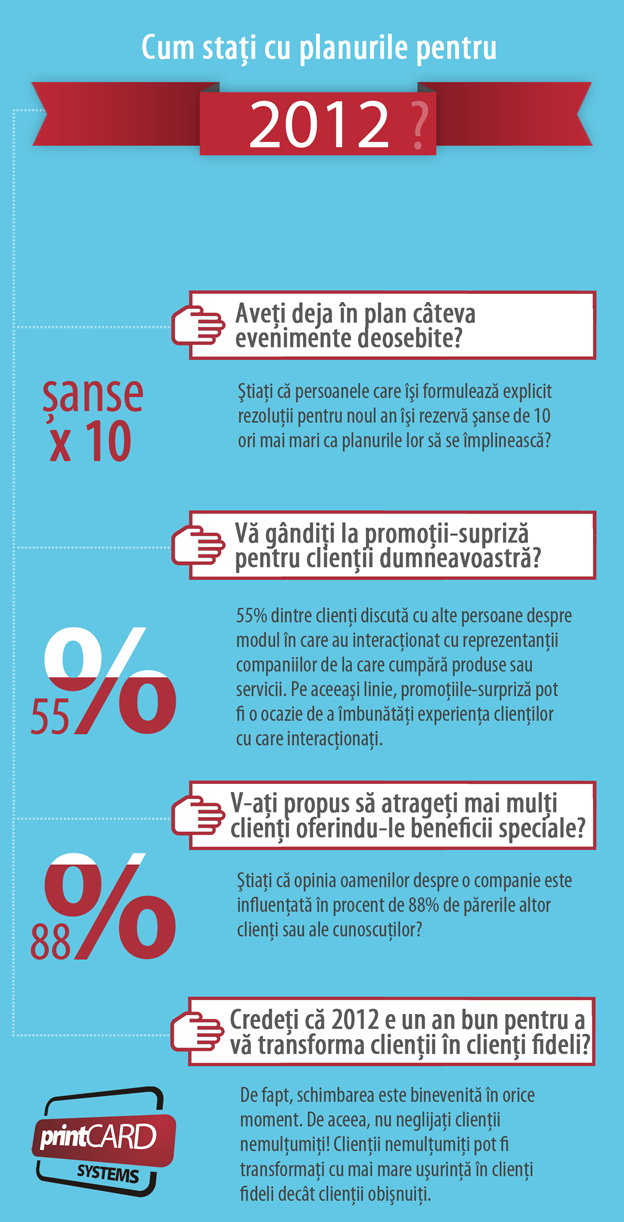 Cum stați cu planurile pentru
2012 ?
Aveți deja în plan câteva
evenimente deosebite?
șanse
x 10
Ştiați că persoanele care îşi formulează explicit
rezoluții pentru noul an îşi rezervă şanse de 10
ori mai mari ca planurile lor să se împlinească?
Vă gândiți la promoții-supriză
pentru clienții dumneavoastră?
55%
55% dintre clienți discută cu alte persoane despre
modul în care au interacționat cu reprezentanții
companiilor de la care cumpără produse sau
servicii. Pe aceeaşi linie, promoțiile-surpriză pot
fi o ocazie de a îmbunătăți experiența clienților
cu care interacționați.
V-ați propus să atrageți mai mulți
clienți oferindu-le beneficii speciale?
88%
Ştiați că opinia oamenilor despre o companie este
influențată în procent de 88% de părerile altor
clienți sau ale cunoscuților?
Credeți că 2012 e un an bun pentru a
vă transforma clienții în clienți fideli?
De fapt, schimbarea este binevenită în orice
moment. De aceea, nu neglijați clienții
nemulțumiți! Clienții nemulțumiți pot fi
transformați cu mai mare uşurință în clienți
fideli decât clienții obişnuiți.
printCARD
SYSTEMS